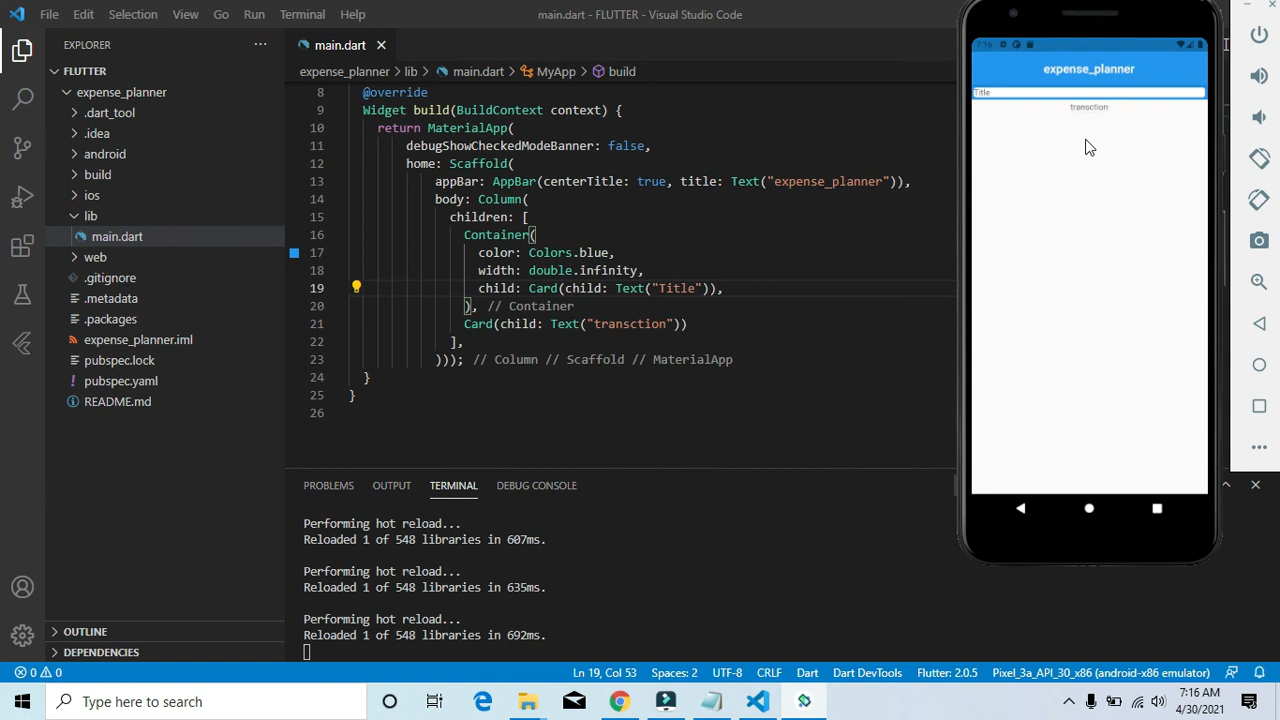 File Edit Selection View Go Run Terminal Help
main.dart - FLUTTER - Visual Studio Code
EXPLORER
FLUTTER
expense_planner
.dart_tool
.idea
android
build
ios
lib
main.dart
web
.gitignore
.metadata
.packages
expense_planner.iml
pubspec.lock
pubspec.yaml
README.md
OUTLINE
DEPENDENCIES
main.dart
expense_planner > lib > main.dart > MyApp > build
8 @override
9 Widget build(BuildContext context) {
10 return MaterialApp(
11 debugShowCheckedModeBanner: false,
12 home: Scaffold(
13 appBar: AppBar(centerTitle: true, title: Text("expense_planner")),
14 body: Column(
15 children: [
16 Container(
17 color: Colors.blue,
18 width: double.infinity,
19 child: Card(child: Text("Title")),
20 ), // Container
21 Card(child: Text("transction"))
22 ],
23 ))); // Column // Scaffold // MaterialApp
24 }
25 }
26
PROBLEMS OUTPUT TERMINAL DEBUG CONSOLE
Performing hot reload...
Reloaded 1 of 548 libraries in 607ms.
Performing hot reload...
Reloaded 1 of 548 libraries in 635ms.
Performing hot reload...
Reloaded 1 of 548 libraries in 692ms.
7:16
expense_planner
Title
transction
0 0
Ln 19, Col 53 Spaces: 2 UTF-8 CRLF Dart Dart DevTools Flutter: 2.0.5 Pixel_3a_API_30_x86 (android-x86 emulator)
Type here to search
7:16 AM
4/30/2021